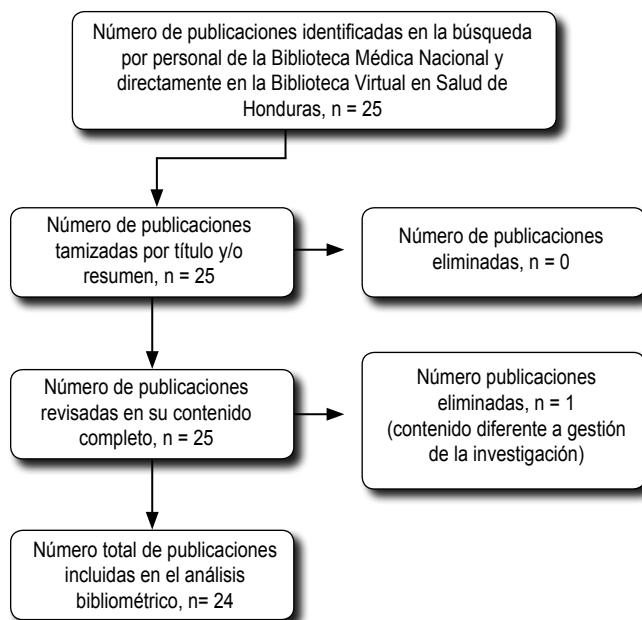 Número de publicaciones identificadas en la búsqueda
por personal de la Biblioteca Médica Nacional y
directamente en la Biblioteca Virtual en Salud de
Honduras, n = 25
Número de publicaciones
tamizadas por título y/o
resumen, n = 25
Número de publicaciones
eliminadas, n = 0
Número de publicaciones
revisadas en su contenido
completo, n = 25
Número publicaciones
eliminadas, n = 1
(contenido diferente a gestión
de la investigación)
Número total de publicaciones
incluidas en el análisis
bibliométrico, n= 24